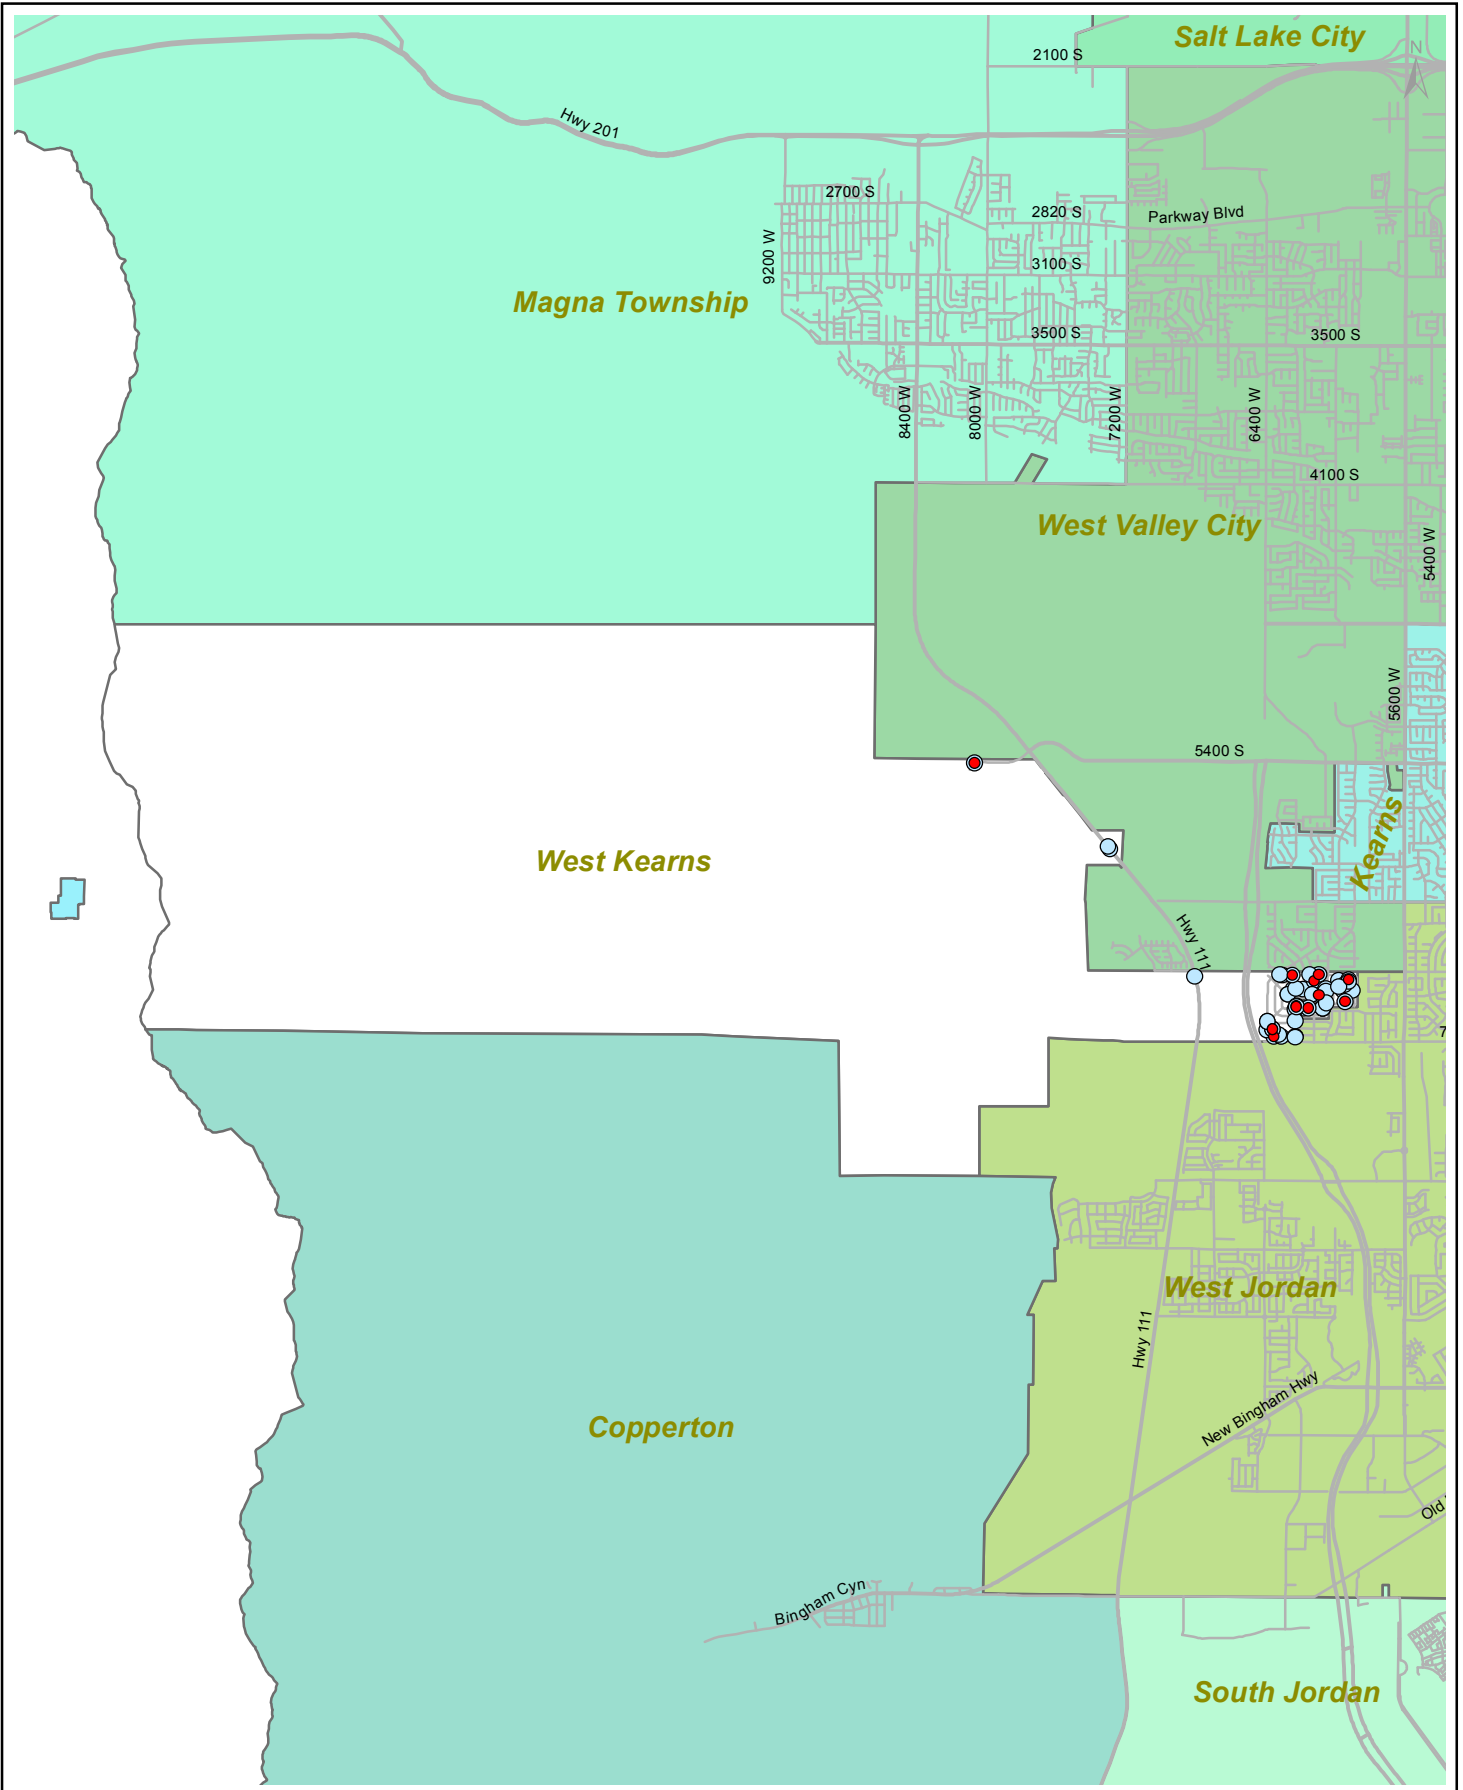 Salt Lake City
N
2100 S
Hwy 201
2700 S
2820 S
Parkway Blvd
9200 W
3100 S
Magna Township
3500 S
3500 S
8400 W
8000 W
7200 W
6400 W
4100 S
West Valley City
5400 W
5600 W
5400 S
Kearns
West Kearns
Hwy 111
7
West Jordan
Hwy 111
New Bingham Hwy
Copperton
Old
Bingham Cyn
South Jordan